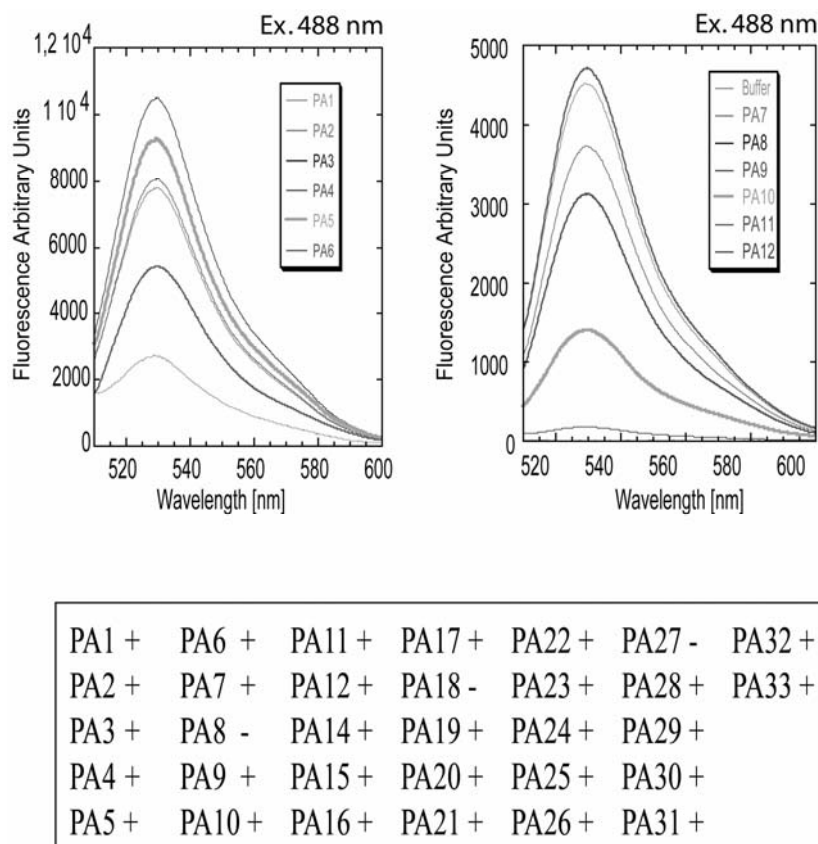 Ex. 488 nm
1,2 10⁴
1 10⁴
8000
6000
4000
2000
0
Fluorescence Arbitrary Units
PA1
PA2
PA3
PA4
PA5
PA6
520 540 560 580 600
Wavelength [nm]
Ex. 488 nm
5000
4000
3000
2000
1000
0
Fluorescence Arbitrary Units
Buffer
PA7
PA8
PA9
PA10
PA11
PA12
520 540 560 580 600
Wavelength [nm]
PA1 + PA6 + PA11 + PA17 + PA22 + PA27 - PA32 +
PA2 + PA7 + PA12 + PA18 - PA23 + PA28 + PA33 +
PA3 + PA8 - PA14 + PA19 + PA24 + PA29 +
PA4 + PA9 + PA15 + PA20 + PA25 + PA30 +
PA5 + PA10 + PA16 + PA21 + PA26 + PA31 +